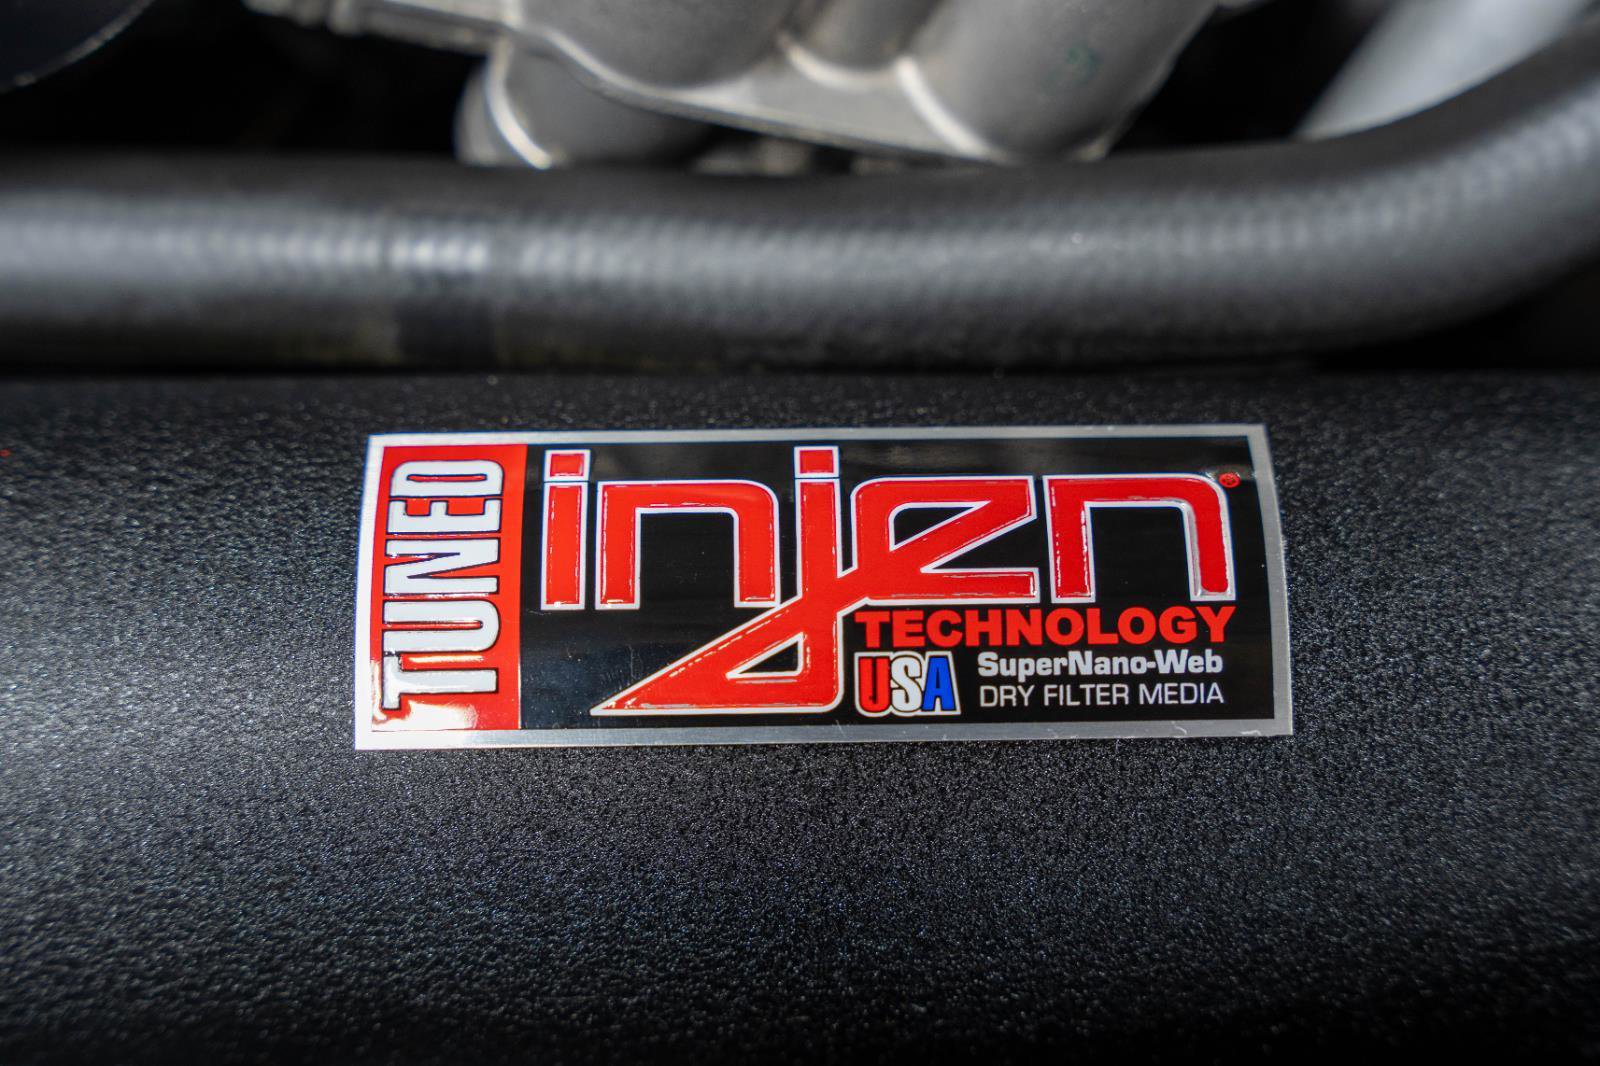 TUNED
injen®
TECHNOLOGY
USA
SuperNano-Web
DRY FILTER MEDIA